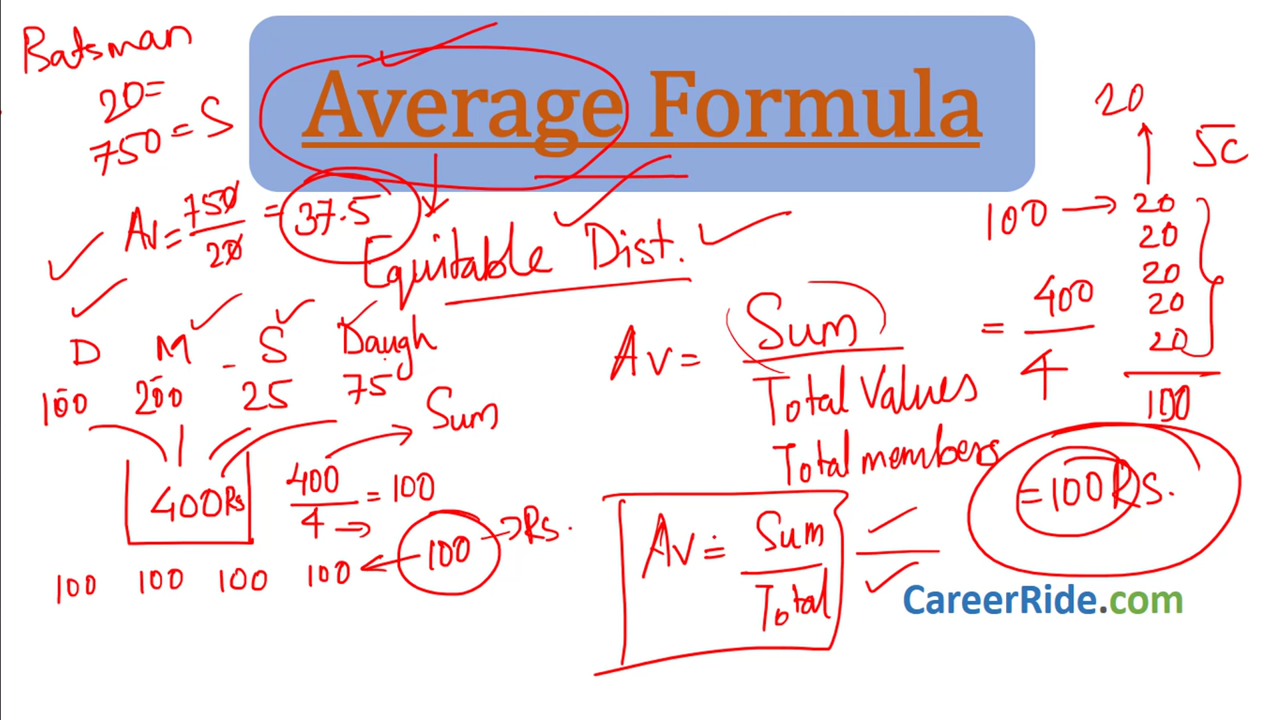 Average Formula
Batsman
20=
750 = S
Av = 750/20 = 37.5
Equitable Dist.
D M - S Daugh
100 200 25 75
400Rs
400/4 = 100
Sum
100 → Rs.
100 100 100 100
Av = Sum/Total Values = 400/4
Total members
= 100Rs.
Av = Sum/Total
20
5C
100 → 20
20
20
20
20
100
CareerRide.com